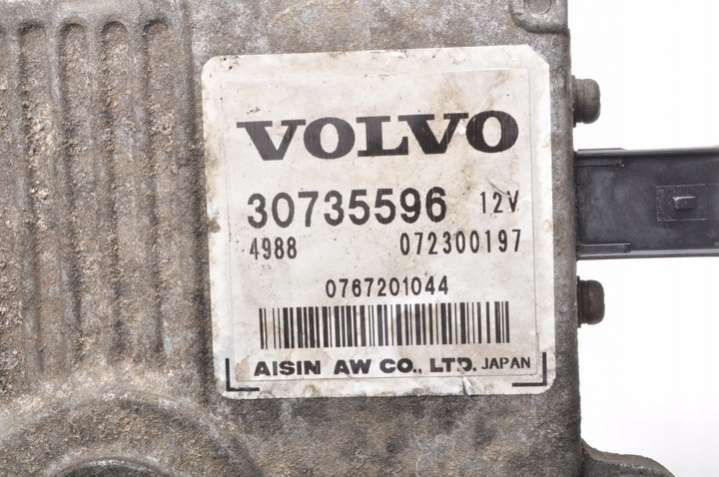 VOLVO
30735596 12V
4988 072300197
0767201044
AISIN AW CO., LTD. JAPAN